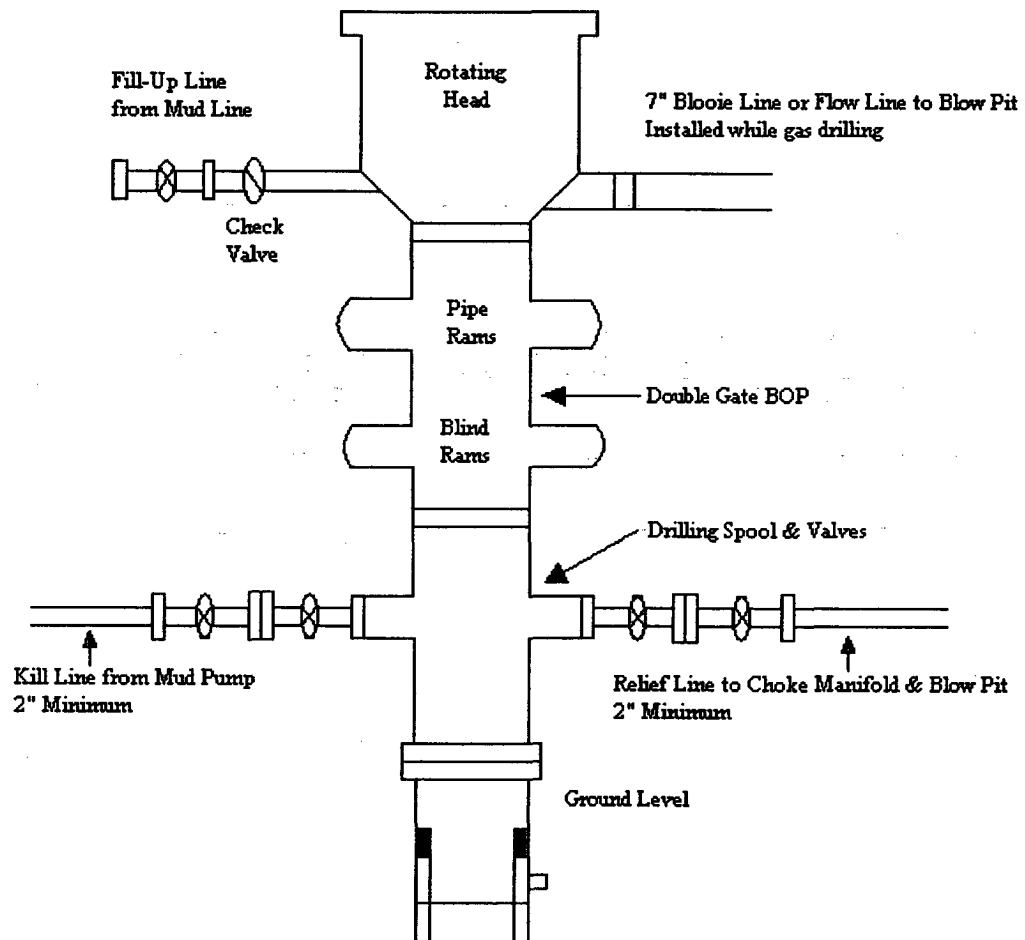 Rotating
Head
Fill-Up Line
from Mud Line
7" Blooie Line or Flow Line to Blow Pit
Installed while gas drilling
Check
Valve
Pipe
Rams
Double Gate BOP
Blind
Rams
Drilling Spool & Valves
Kill Line from Mud Pump
2" Minimum
Relief Line to Choke Manifold & Blow Pit
2" Minimum
Ground Level